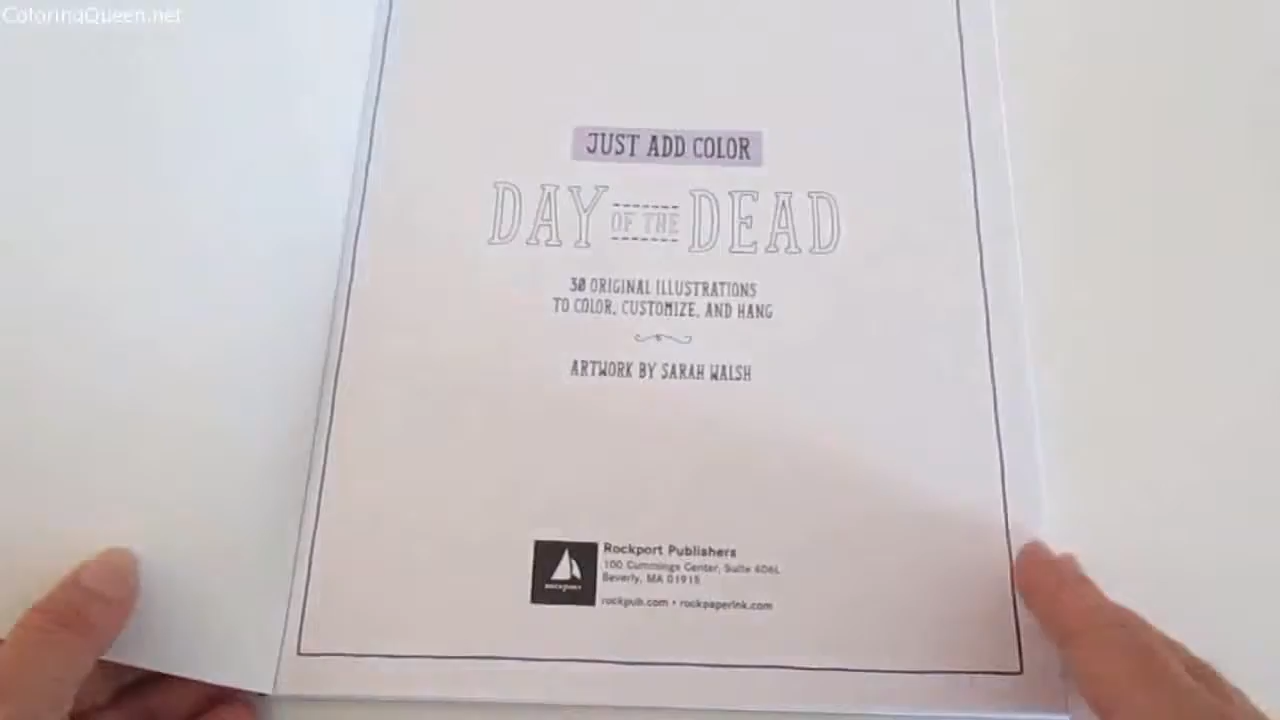 ColoringQueen.net
JUST ADD COLOR
DAY OF THE DEAD
30 ORIGINAL ILLUSTRATIONS
TO COLOR, CUSTOMIZE, AND HANG
ARTWORK BY SARAH WALSH
ROCKPORT
Rockport Publishers
100 Cummings Center, Suite 406L
Beverly, MA 01915
rockpub.com • rockpaperink.com